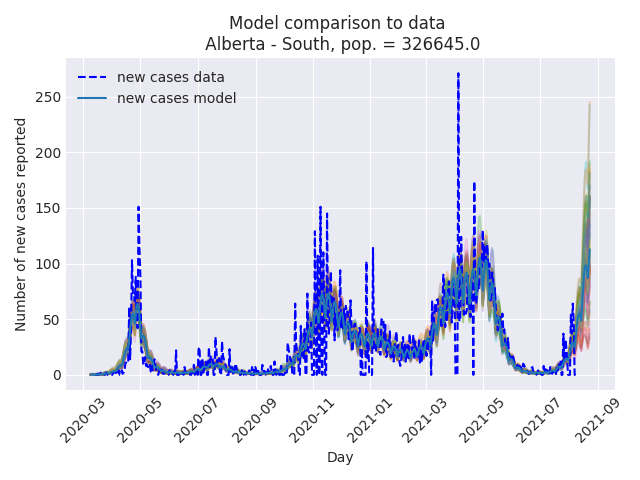 Model comparison to data
Alberta - South, pop. = 326645.0
new cases data
new cases model
Number of new cases reported
250
200
150
100
50
0
2020-03
2020-05
2020-07
2020-09
2020-11
2021-01
2021-03
2021-05
2021-07
2021-09
Day